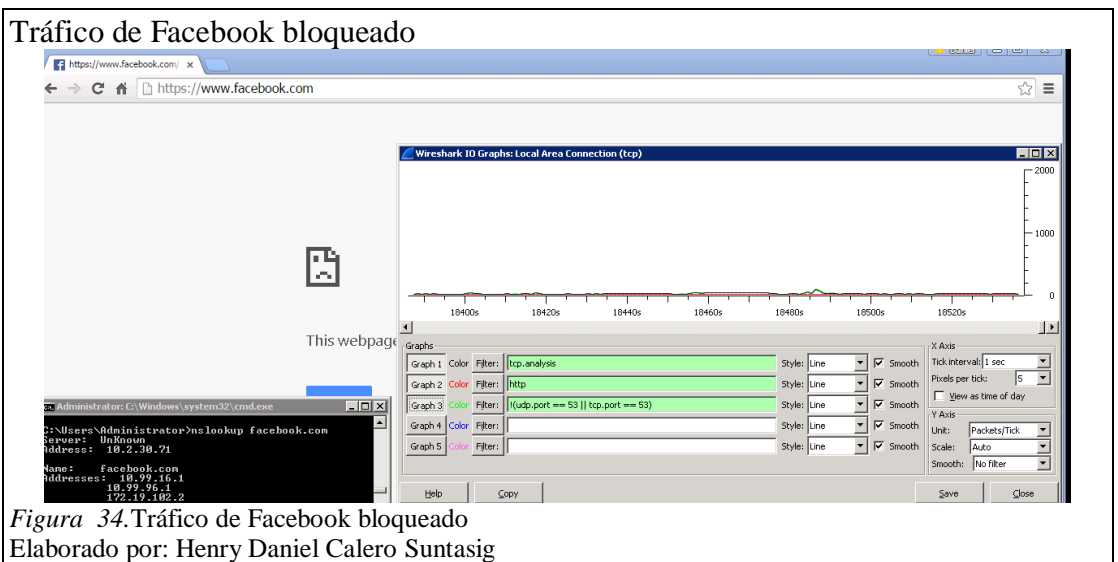 Tráfico de Facebook bloqueado
https://www.facebook.com/ x
https://www.facebook.com
Wireshark IO Graphs: Local Area Connection (tcp)
2000
1000
0
18400s 18420s 18440s 18460s 18480s 18500s 18520s
This webpage
Graphs
Graph 1 Color Filter: tcp.analysis Style: Line Smooth
Graph 2 Color Filter: http Style: Line Smooth
Graph 3 Color Filter: !(udp.port == 53 || tcp.port == 53) Style: Line Smooth
Graph 4 Color Filter: Style: Line Smooth
Graph 5 Color Filter: Style: Line Smooth
X Axis
Tick interval: 1 sec
Pixels per tick: 5
View as time of day
Y Axis
Unit: Packets/Tick
Scale: Auto
Smooth: No filter
Help Copy Save Close
Administrator: C:\Windows\system32\cmd.exe
C:\Users\Administrator>nslookup facebook.com
Server: UnKnown
Address: 10.2.30.71
Name: facebook.com
Addresses: 10.99.16.1
10.99.96.1
172.19.102.2
Figura 34.Tráfico de Facebook bloqueado
Elaborado por: Henry Daniel Calero Suntasig